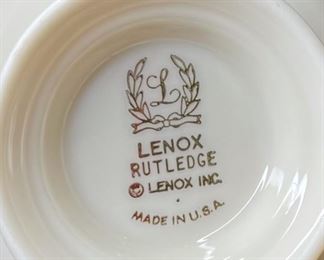 L
LENOX
RUTLEDGE
© LENOX INC.
MADE IN U.S.A.